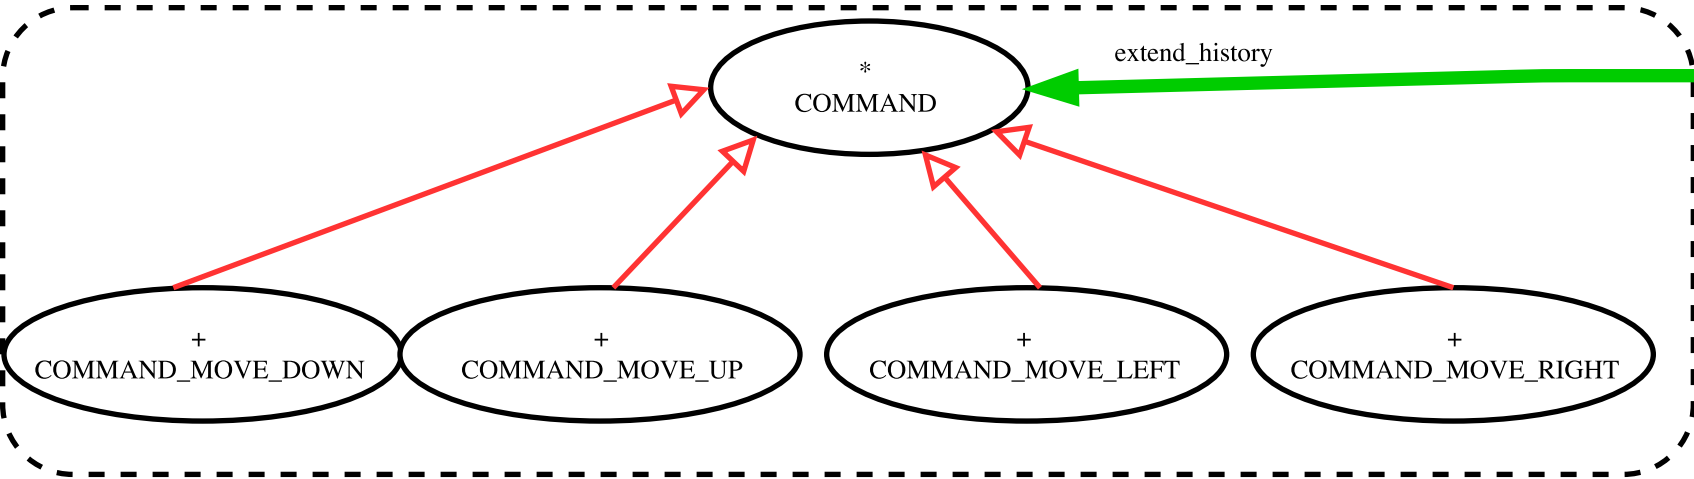 extend_history
*
COMMAND
+
COMMAND_MOVE_DOWN
+
COMMAND_MOVE_UP
+
COMMAND_MOVE_LEFT
+
COMMAND_MOVE_RIGHT